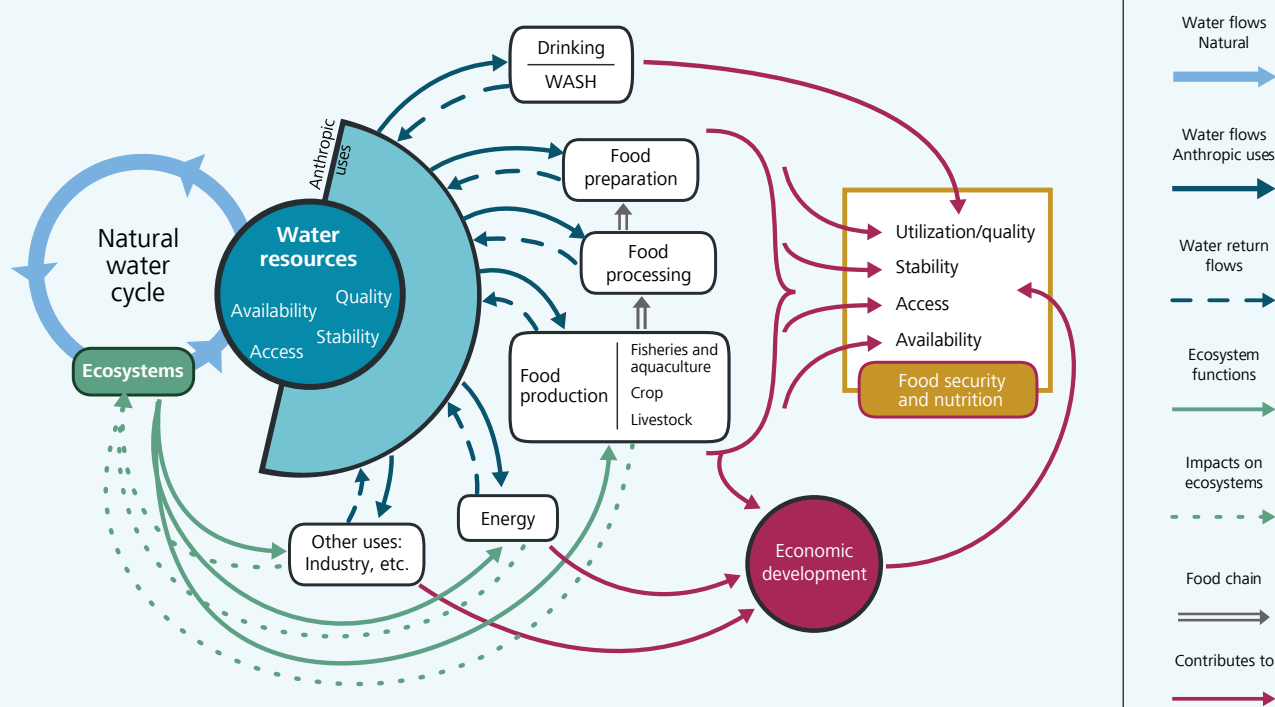 Drinking
WASH
Anthropic
uses
Food
preparation
Natural
water
cycle
Water
resources
Availability
Quality
Stability
Access
Food
processing
Utilization/quality
Stability
Access
Availability
Food security
and nutrition
Ecosystems
Food
production
Fisheries and
aquaculture
Crop
Livestock
Energy
Other uses:
Industry, etc.
Economic
development
Water flows
Natural
Water flows
Anthropic uses
Water return
flows
Ecosystem
functions
Impacts on
ecosystems
Food chain
Contributes to